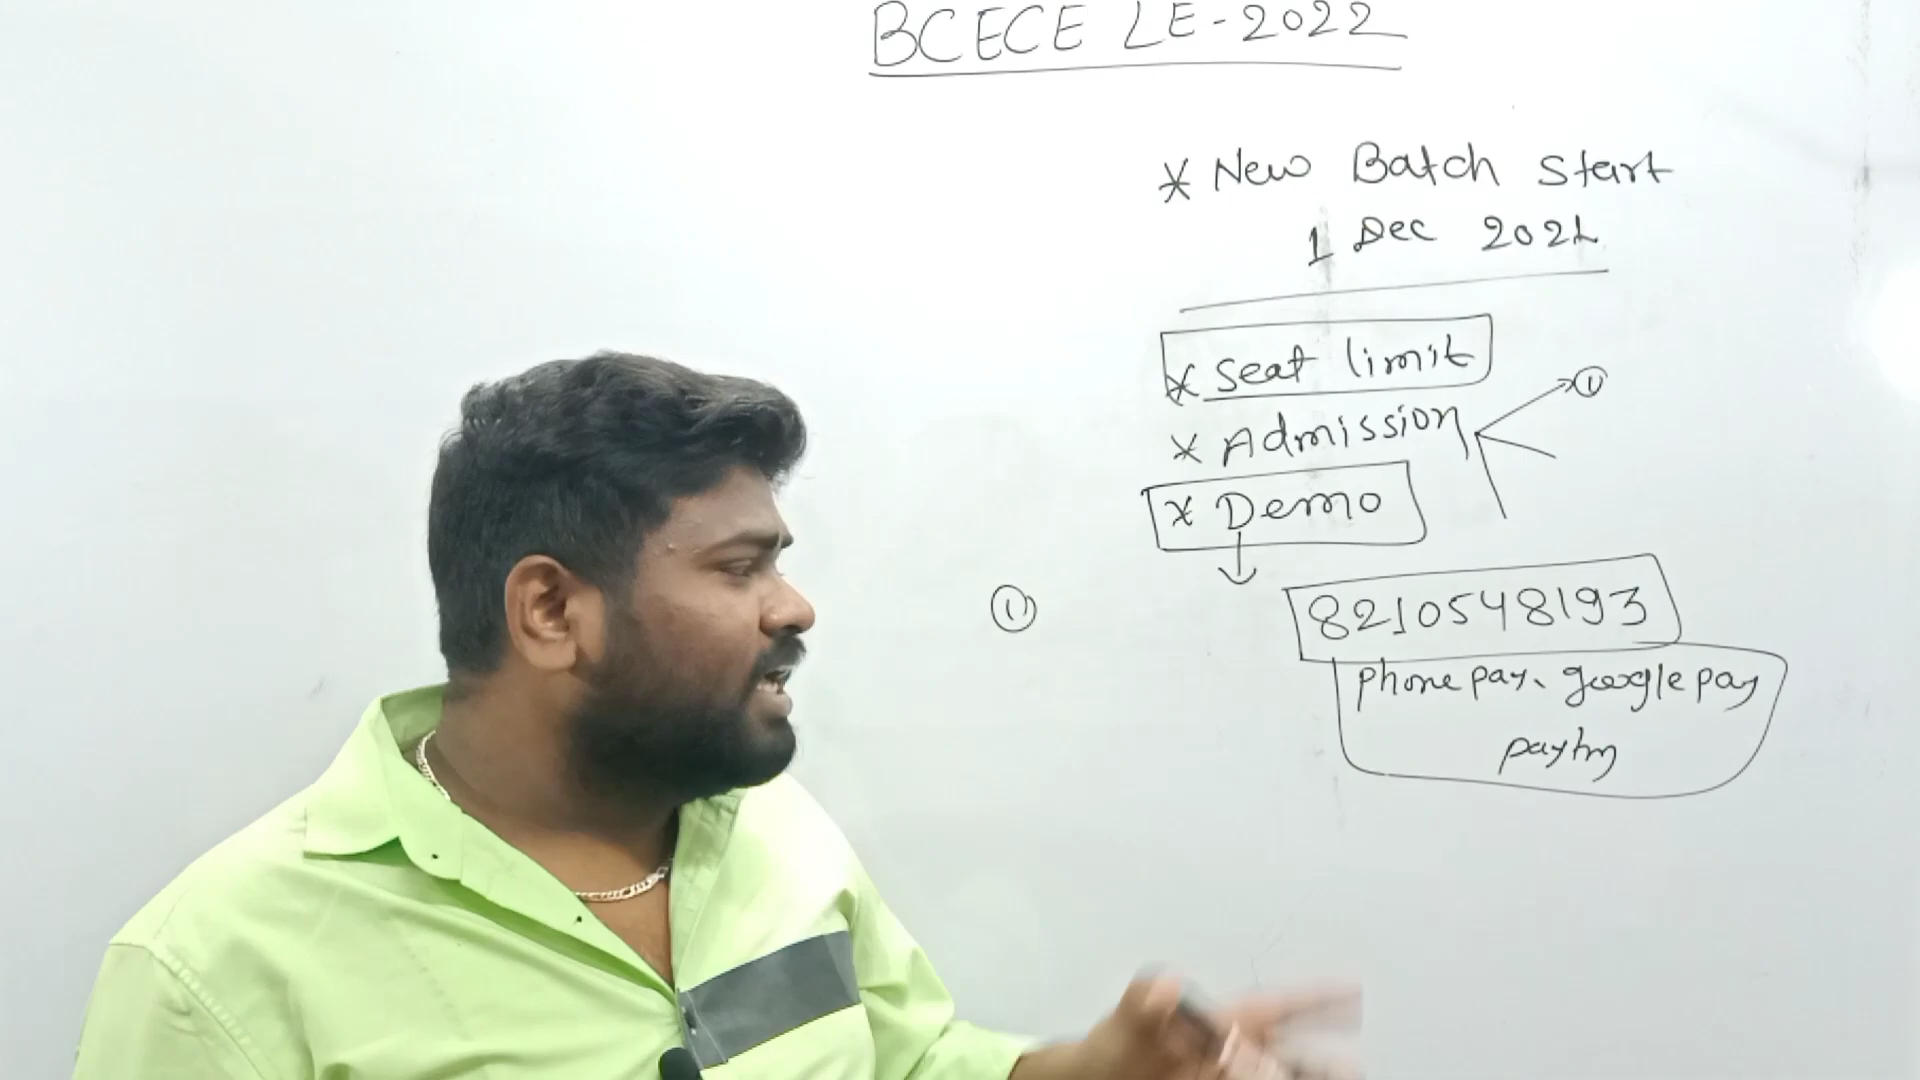 BCECE LE-2022
* New Batch Start
1 Dec 2021
* Seat limit
* Admission
①
* Demo
①
8210548193
phone pay, google pay
paytm